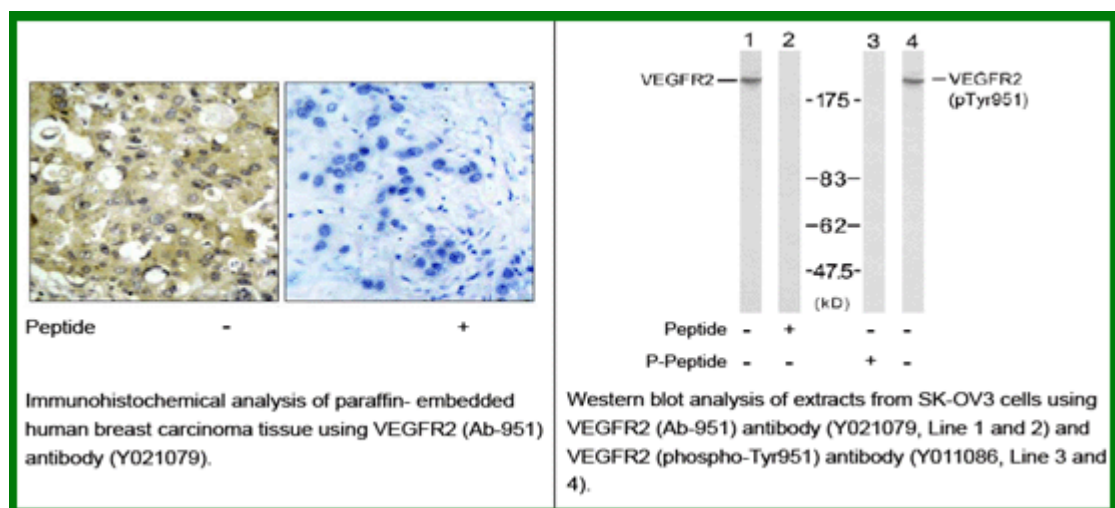 Peptide - +
Immunohistochemical analysis of paraffin- embedded
human breast carcinoma tissue using VEGFR2 (Ab-951)
antibody (Y021079).
1 2 3 4
VEGFR2 VEGFR2
-175- (pTyr951)
-83-
-62-
-47.5-
(kD)
Peptide - + - -
P-Peptide - - + -
Western blot analysis of extracts from SK-OV3 cells using
VEGFR2 (Ab-951) antibody (Y021079, Line 1 and 2) and
VEGFR2 (phospho-Tyr951) antibody (Y011086, Line 3 and
4).